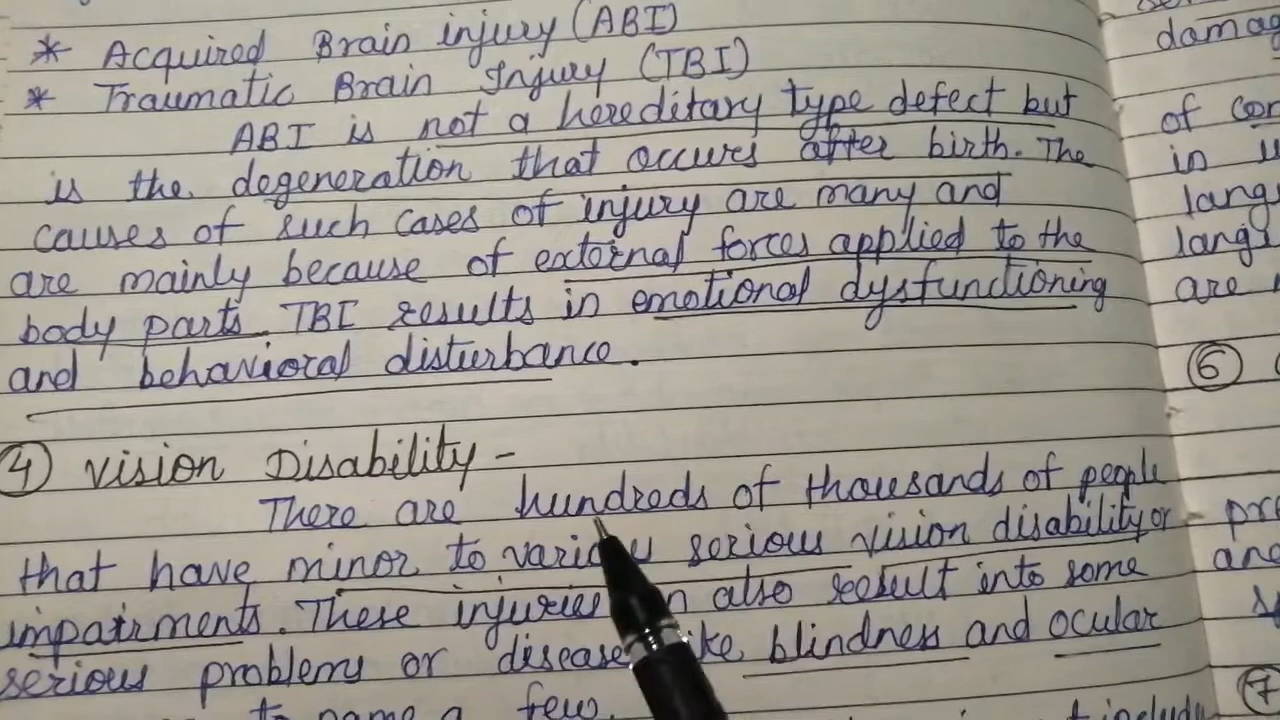 * Acquired Brain injury (ABI)
* Traumatic Brain Injury (TBI)
ABI is not a hereditary type defect but
is the degeneration that occurs after birth. The
causes of such cases of injury are many and
are mainly because of external forces applied to the
body parts. TBI results in emotional dysfunctioning
and behavioral disturbance.
4 Vision Disability -
There are hundreds of thousands of people
that have minor to various serious vision disability or
impairments. These injuries also result into some
serious problems or disease blindness and ocular
to name a few.
of
in
are
6
7